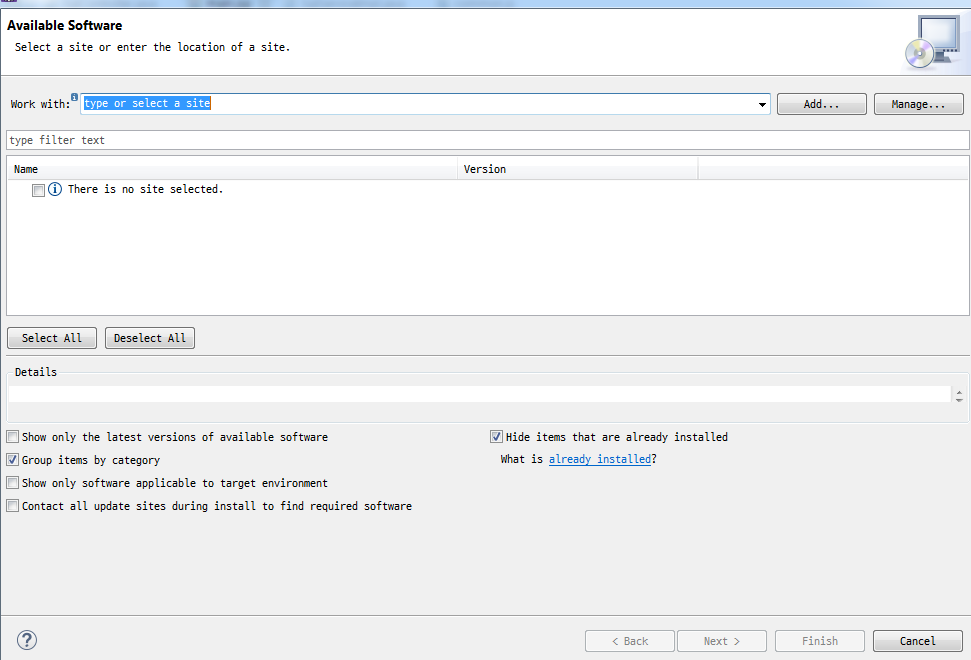 Available Software
Select a site or enter the location of a site.
Work with: type or select a site Add... Manage...
type filter text
Name Version
There is no site selected.
Select All Deselect All
Details
Show only the latest versions of available software Hide items that are already installed
Group items by category What is already installed?
Show only software applicable to target environment
Contact all update sites during install to find required software
? < Back Next > Finish Cancel